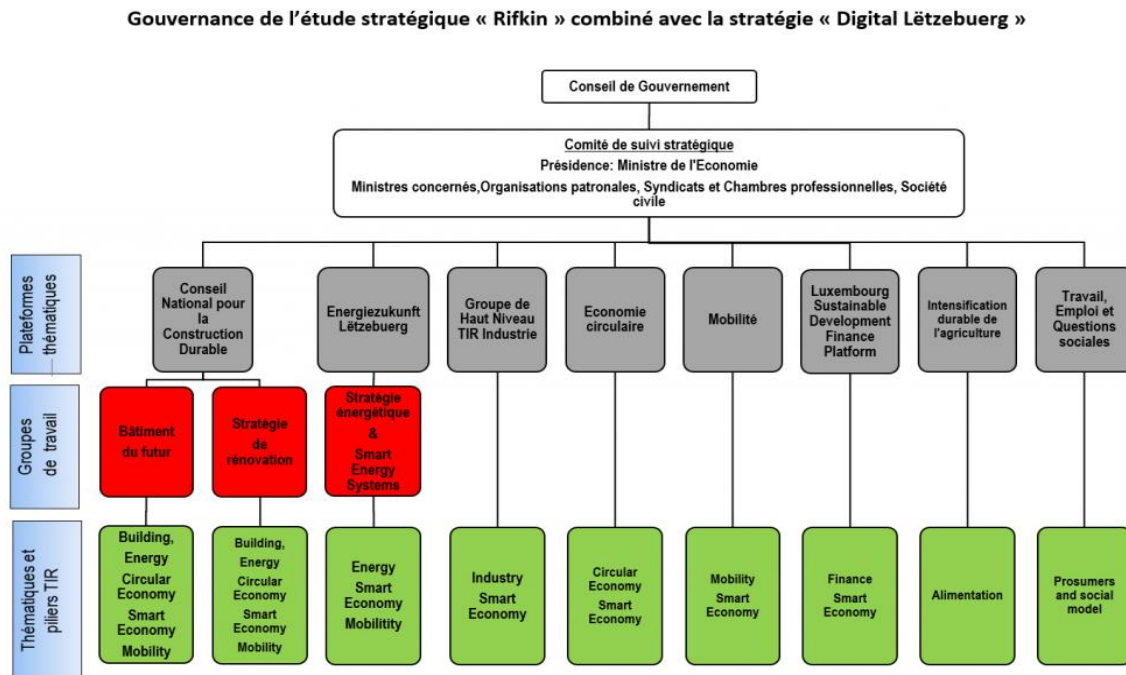 Gouvernance de l'étude stratégique « Rifkin » combiné avec la stratégie « Digital Lëtzebuerg »
Conseil de Gouvernement
Comité de suivi stratégique
Présidence: Ministre de l'Economie
Ministres concernés,Organisations patronales, Syndicats et Chambres professionnelles, Société
civile
Plateformes
thématiques
Conseil
National pour
la
Construction
Durable
Energiezukunft
Lëtzebuerg
Groupe de
Haut Niveau
TIR Industrie
Economie
circulaire
Mobilité
Luxembourg
Sustainable
Development
Finance
Platform
Intensification
durable de
l'agriculture
Travail,
Emploi et
Questions
sociales
Groupes
de travail
Bâtiment
du futur
Stratégie
de
rénovation
Stratégie
énergétique
&
Smart
Energy
Systems
Thématiques et
piliers TIR
Building,
Energy
Circular
Economy
Smart
Economy
Mobility
Building,
Energy
Circular
Economy
Smart
Economy
Mobility
Energy
Smart
Economy
Mobilitity
Industry
Smart
Economy
Circular
Economy
Smart
Economy
Mobility
Smart
Economy
Finance
Smart
Economy
Alimentation
Prosumers
and social
model